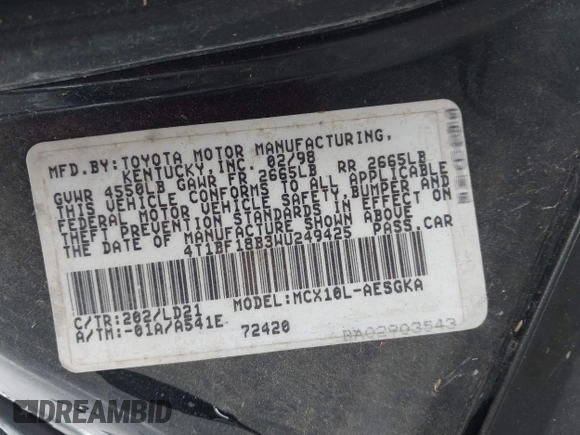 MFD.BY:TOYOTA MOTOR MANUFACTURING,
KENTUCKY, INC. 02/98
GVWR 4550LB GAWR FR 2665LB RR 2665LB
THIS VEHICLE CONFORMS TO ALL APPLICABLE
FEDERAL MOTOR VEHICLE SAFETY, BUMPER AND
THEFT PREVENTION STANDARDS IN EFFECT ON
THE DATE OF MANUFACTURE SHOWN ABOVE
4T1BF18B3WU249425 PASS.CAR
C/TR:202/LD21 MODEL:MCX10L-AESGKA
A/TM:-01A/A541E 72420
BA02903543
DREAMBID